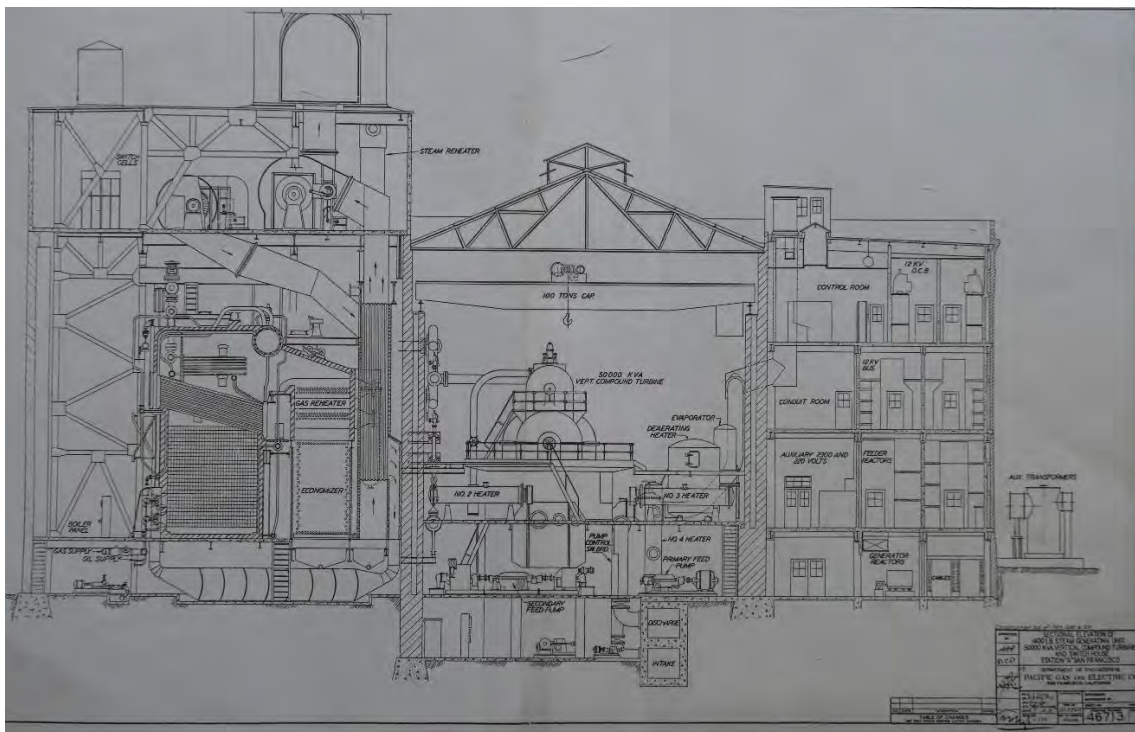 SWITCH
CELLS
STEAM REHEATER
100 TONS CAP.
50000 KVA
VERT COMPOUND TURBINE
CONTROL ROOM
12 KV
O.C.B
12 KV
BUS
CONDUIT ROOM
GAS REHEATER
ECONOMIZER
BOILER
PANEL
GAS SUPPLY
OIL SUPPLY
EVAPORATOR
DEAERATING
HEATER
NO. 2 HEATER
NO. 3 HEATER
PUMP
CONTROL
NO. 4 HEATER
PRIMARY FEED
PUMP
SECONDARY
FEED PUMP
DISCHARGE
INTAKE
AUXILIARY 2300 AND
220 VOLTS
FEEDER
REACTORS
GENERATOR
REACTORS
CABLES
AUX. TRANSFORMERS
SECTIONAL ELEVATION OF
1400 LB. STEAM GENERATING UNIT
50000 KVA VERTICAL COMPOUND TURBINE
AND SWITCH HOUSE
STATION "A" SAN FRANCISCO
DEPARTMENT OF ENGINEERING
PACIFIC GAS AND ELECTRIC CO
SAN FRANCISCO, CALIFORNIA
46713
TABLE OF CHANGES